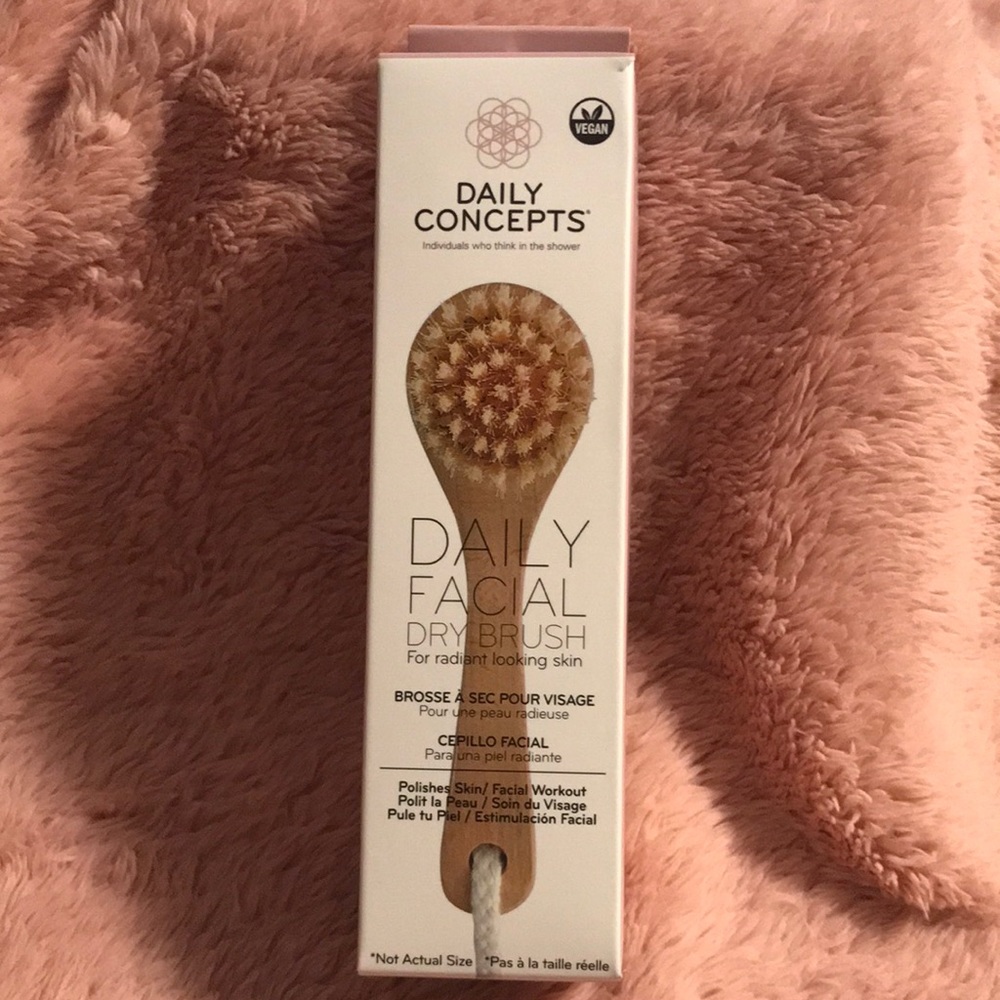 VEGAN
DAILY
CONCEPTS®
Individuals who think in the shower
DAILY
FACIAL
DRY BRUSH
For radiant looking skin
BROSSE À SEC POUR VISAGE
Pour une peau radieuse
CEPILLO FACIAL
Para una piel radiante
Polishes Skin/ Facial Workout
Polit la Peau / Soin du Visage
Pule tu Piel / Estimulación Facial
*Not Actual Size *Pas à la taille réelle